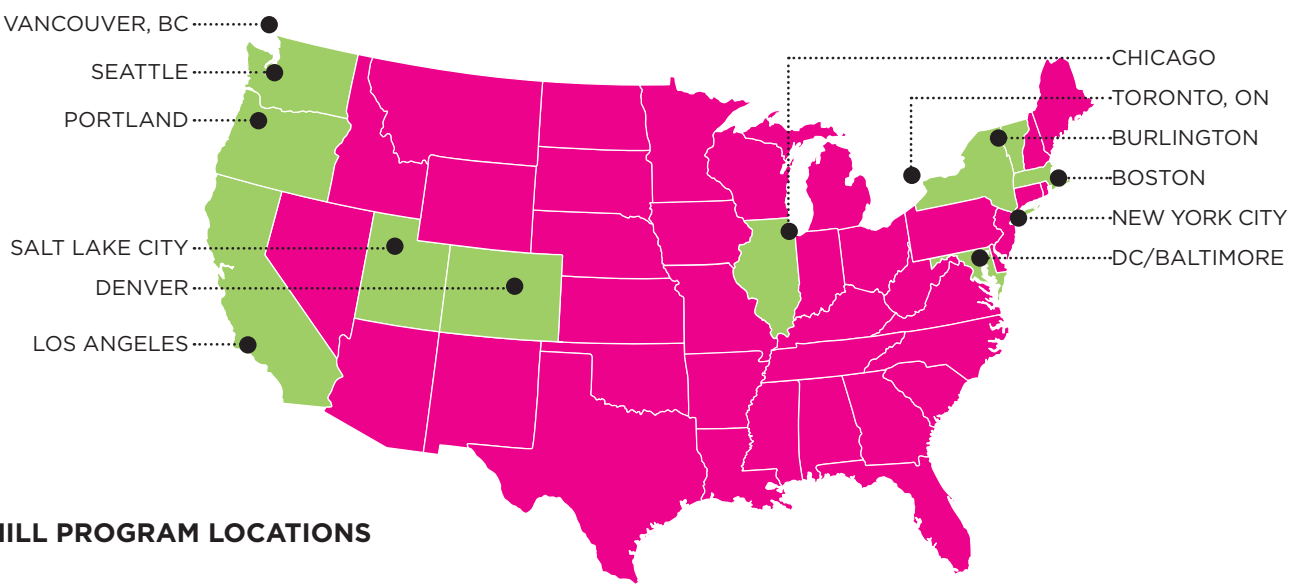 VANCOUVER, BC
SEATTLE
PORTLAND
SALT LAKE CITY
DENVER
LOS ANGELES
CHICAGO
TORONTO, ON
BURLINGTON
BOSTON
NEW YORK CITY
DC/BALTIMORE
PROGRAM LOCATIONS